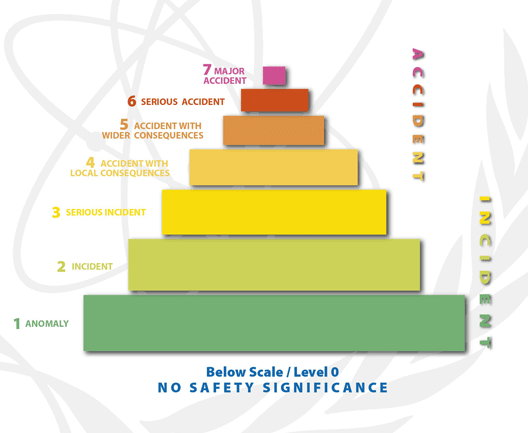 7 MAJOR
ACCIDENT
6 SERIOUS ACCIDENT
5 ACCIDENT WITH
WIDER CONSEQUENCES
4 ACCIDENT WITH
LOCAL CONSEQUENCES
3 SERIOUS INCIDENT
2 INCIDENT
1 ANOMALY
ACCIDENT
INCIDENT
Below Scale / Level 0
NO SAFETY SIGNIFICANCE